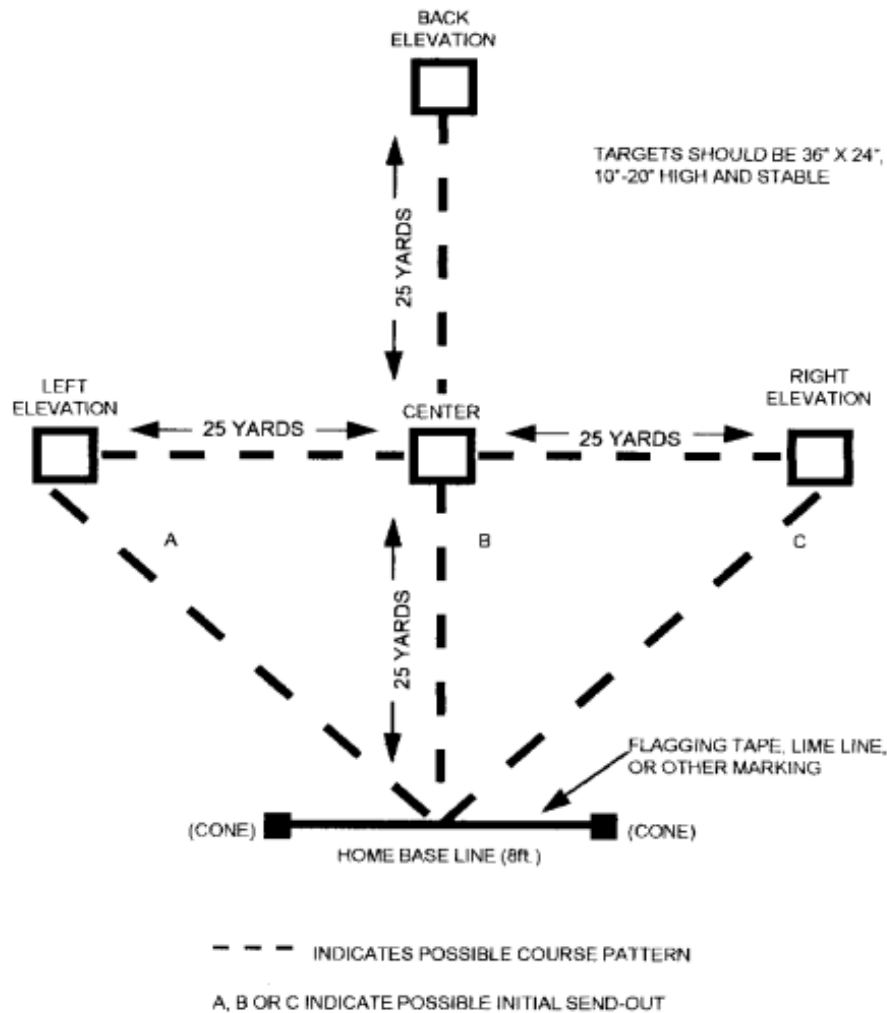 BACK
ELEVATION
TARGETS SHOULD BE 36" X 24",
10"-20" HIGH AND STABLE
25 YARDS
LEFT
ELEVATION
CENTER
RIGHT
ELEVATION
25 YARDS
25 YARDS
A
B
C
25 YARDS
FLAGGING TAPE, LIME LINE,
OR OTHER MARKING
(CONE)
(CONE)
HOME BASE LINE (8ft.)
INDICATES POSSIBLE COURSE PATTERN
A, B OR C INDICATE POSSIBLE INITIAL SEND-OUT